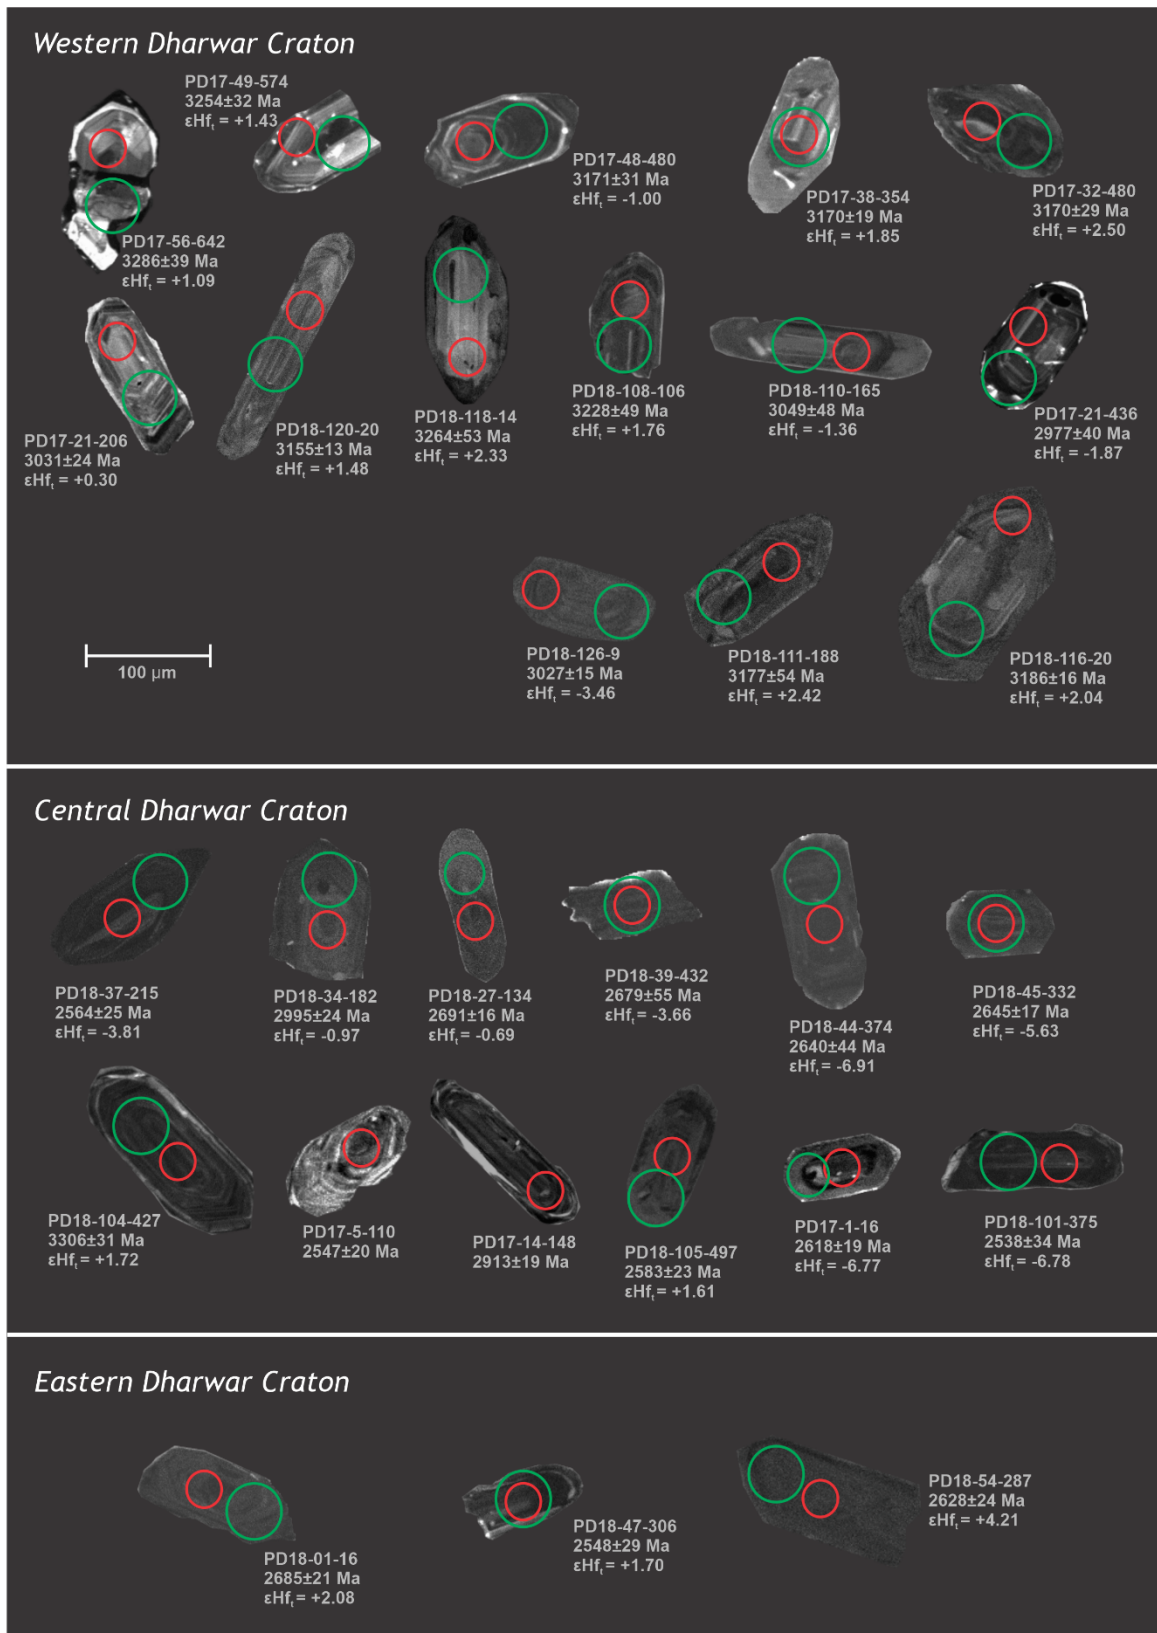 Western Dharwar Craton
PD17-49-574
3254±32 Ma
εHft = +1.43
PD17-48-480
3171±31 Ma
εHft = -1.00
PD17-38-354
3170±19 Ma
εHft = +1.85
PD17-32-480
3170±29 Ma
εHft = +2.50
PD17-56-642
3286±39 Ma
εHft = +1.09
PD17-21-206
3031±24 Ma
εHft = +0.30
PD18-120-20
3155±13 Ma
εHft = +1.48
PD18-118-14
3264±53 Ma
εHft = +2.33
PD18-108-106
3228±49 Ma
εHft = +1.76
PD18-110-165
3049±48 Ma
εHft = -1.36
PD17-21-436
2977±40 Ma
εHft = -1.87
PD18-126-9
3027±15 Ma
εHft = -3.46
PD18-111-188
3177±54 Ma
εHft = +2.42
PD18-116-20
3186±16 Ma
εHft = +2.04
100 µm
Central Dharwar Craton
PD18-37-215
2564±25 Ma
εHft = -3.81
PD18-34-182
2995±24 Ma
εHft = -0.97
PD18-27-134
2691±16 Ma
εHft = -0.69
PD18-39-432
2679±55 Ma
εHft = -3.66
PD18-44-374
2640±44 Ma
εHft = -6.91
PD18-45-332
2645±17 Ma
εHft = -5.63
PD18-104-427
3306±31 Ma
εHft = +1.72
PD17-5-110
2547±20 Ma
PD17-14-148
2913±19 Ma
PD18-105-497
2583±23 Ma
εHft = +1.61
PD17-1-16
2618±19 Ma
εHft = -6.77
PD18-101-375
2538±34 Ma
εHft = -6.78
Eastern Dharwar Craton
PD18-01-16
2685±21 Ma
εHft = +2.08
PD18-47-306
2548±29 Ma
εHft = +1.70
PD18-54-287
2628±24 Ma
εHft = +4.21